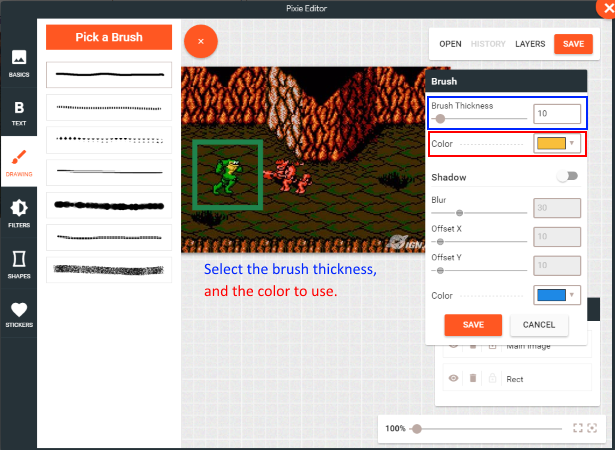 Pixie Editor
Pick a Brush
OPEN HISTORY LAYERS SAVE
BASICS
B
TEXT
DRAWING
FILTERS
SHAPES
STICKERS
Brush
Brush Thickness
10
Color
Shadow
Blur
30
Offset X
10
Offset Y
10
Color
SAVE CANCEL
IGN
Select the brush thickness,
and the color to use.
Main Image
Rect
100%